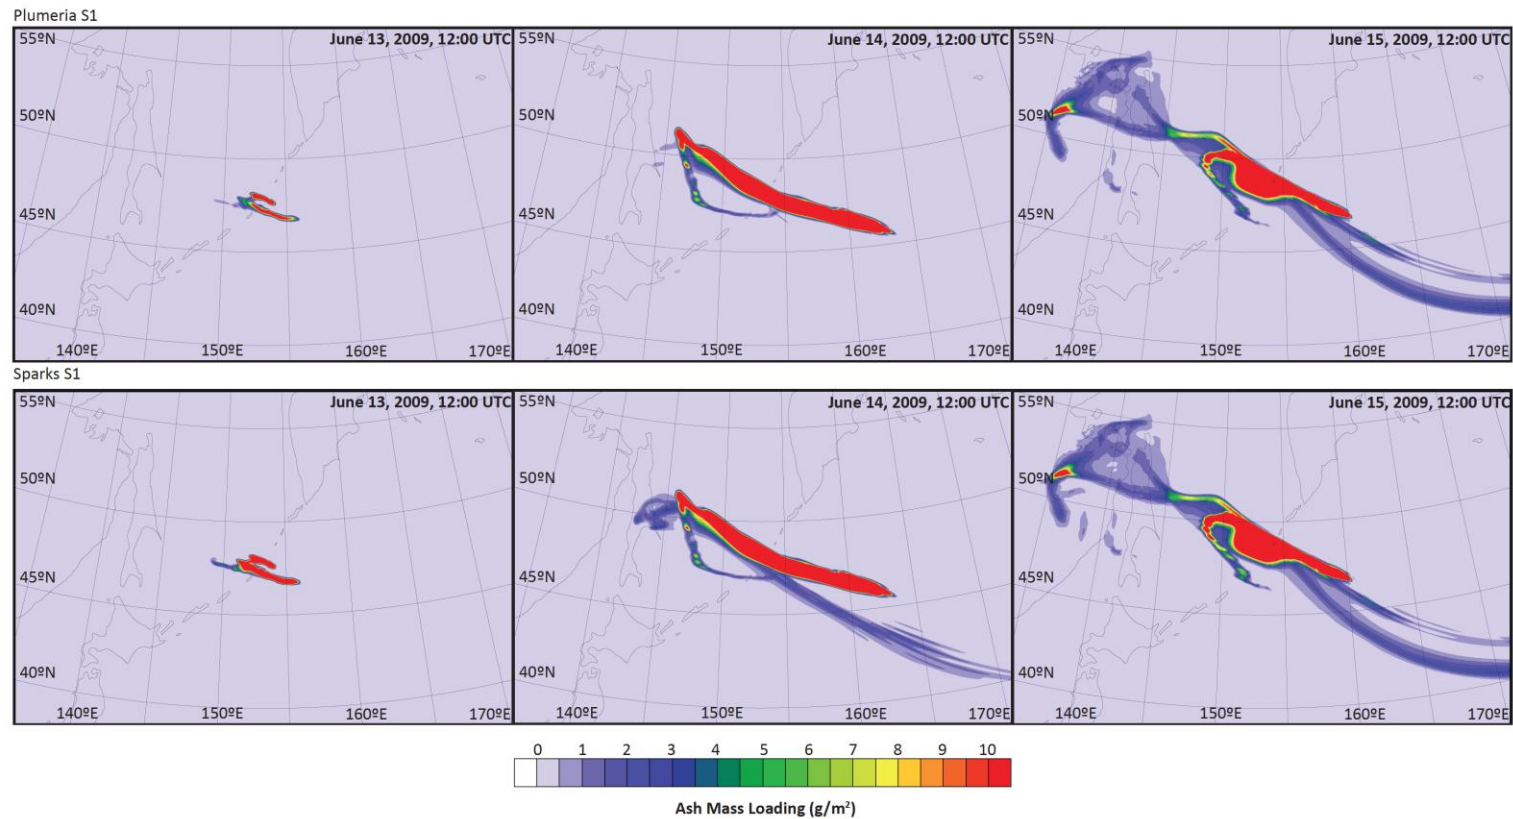 Plumeria S1
55ºN June 13, 2009, 12:00 UTC 55ºN June 14, 2009, 12:00 UTC 55ºN June 15, 2009, 12:00 UTC
50ºN 50ºN 50ºN
45ºN 45ºN 45ºN
40ºN 40ºN 40ºN
140ºE 150ºE 160ºE 170ºE 140ºE 150ºE 160ºE 170ºE 140ºE 150ºE 160ºE 170ºE
Sparks S1
55ºN June 13, 2009, 12:00 UTC 55ºN June 14, 2009, 12:00 UTC 55ºN June 15, 2009, 12:00 UTC
50ºN 50ºN 50ºN
45ºN 45ºN 45ºN
40ºN 40ºN 40ºN
140ºE 150ºE 160ºE 170ºE 140ºE 150ºE 160ºE 170ºE 140ºE 150ºE 160ºE 170ºE
0 1 2 3 4 5 6 7 8 9 10
Ash Mass Loading (g/m²)